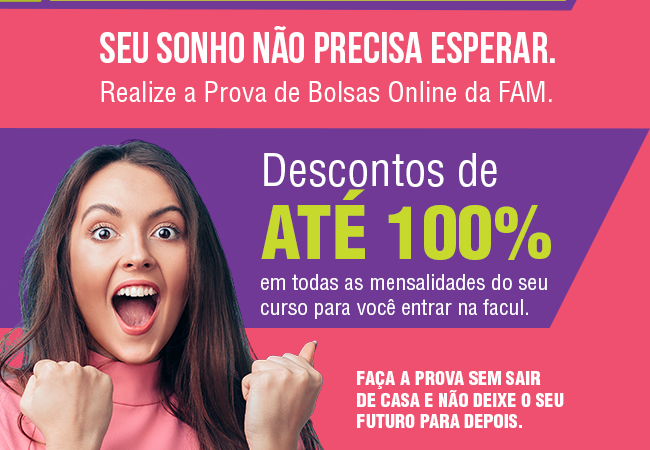 SEU SONHO NÃO PRECISA ESPERAR.
Realize a Prova de Bolsas Online da FAM.
Descontos de
ATÉ 100%
em todas as mensalidades do seu
curso para você entrar na facul.
FAÇA A PROVA SEM SAIR
DE CASA E NÃO DEIXE O SEU
FUTURO PARA DEPOIS.